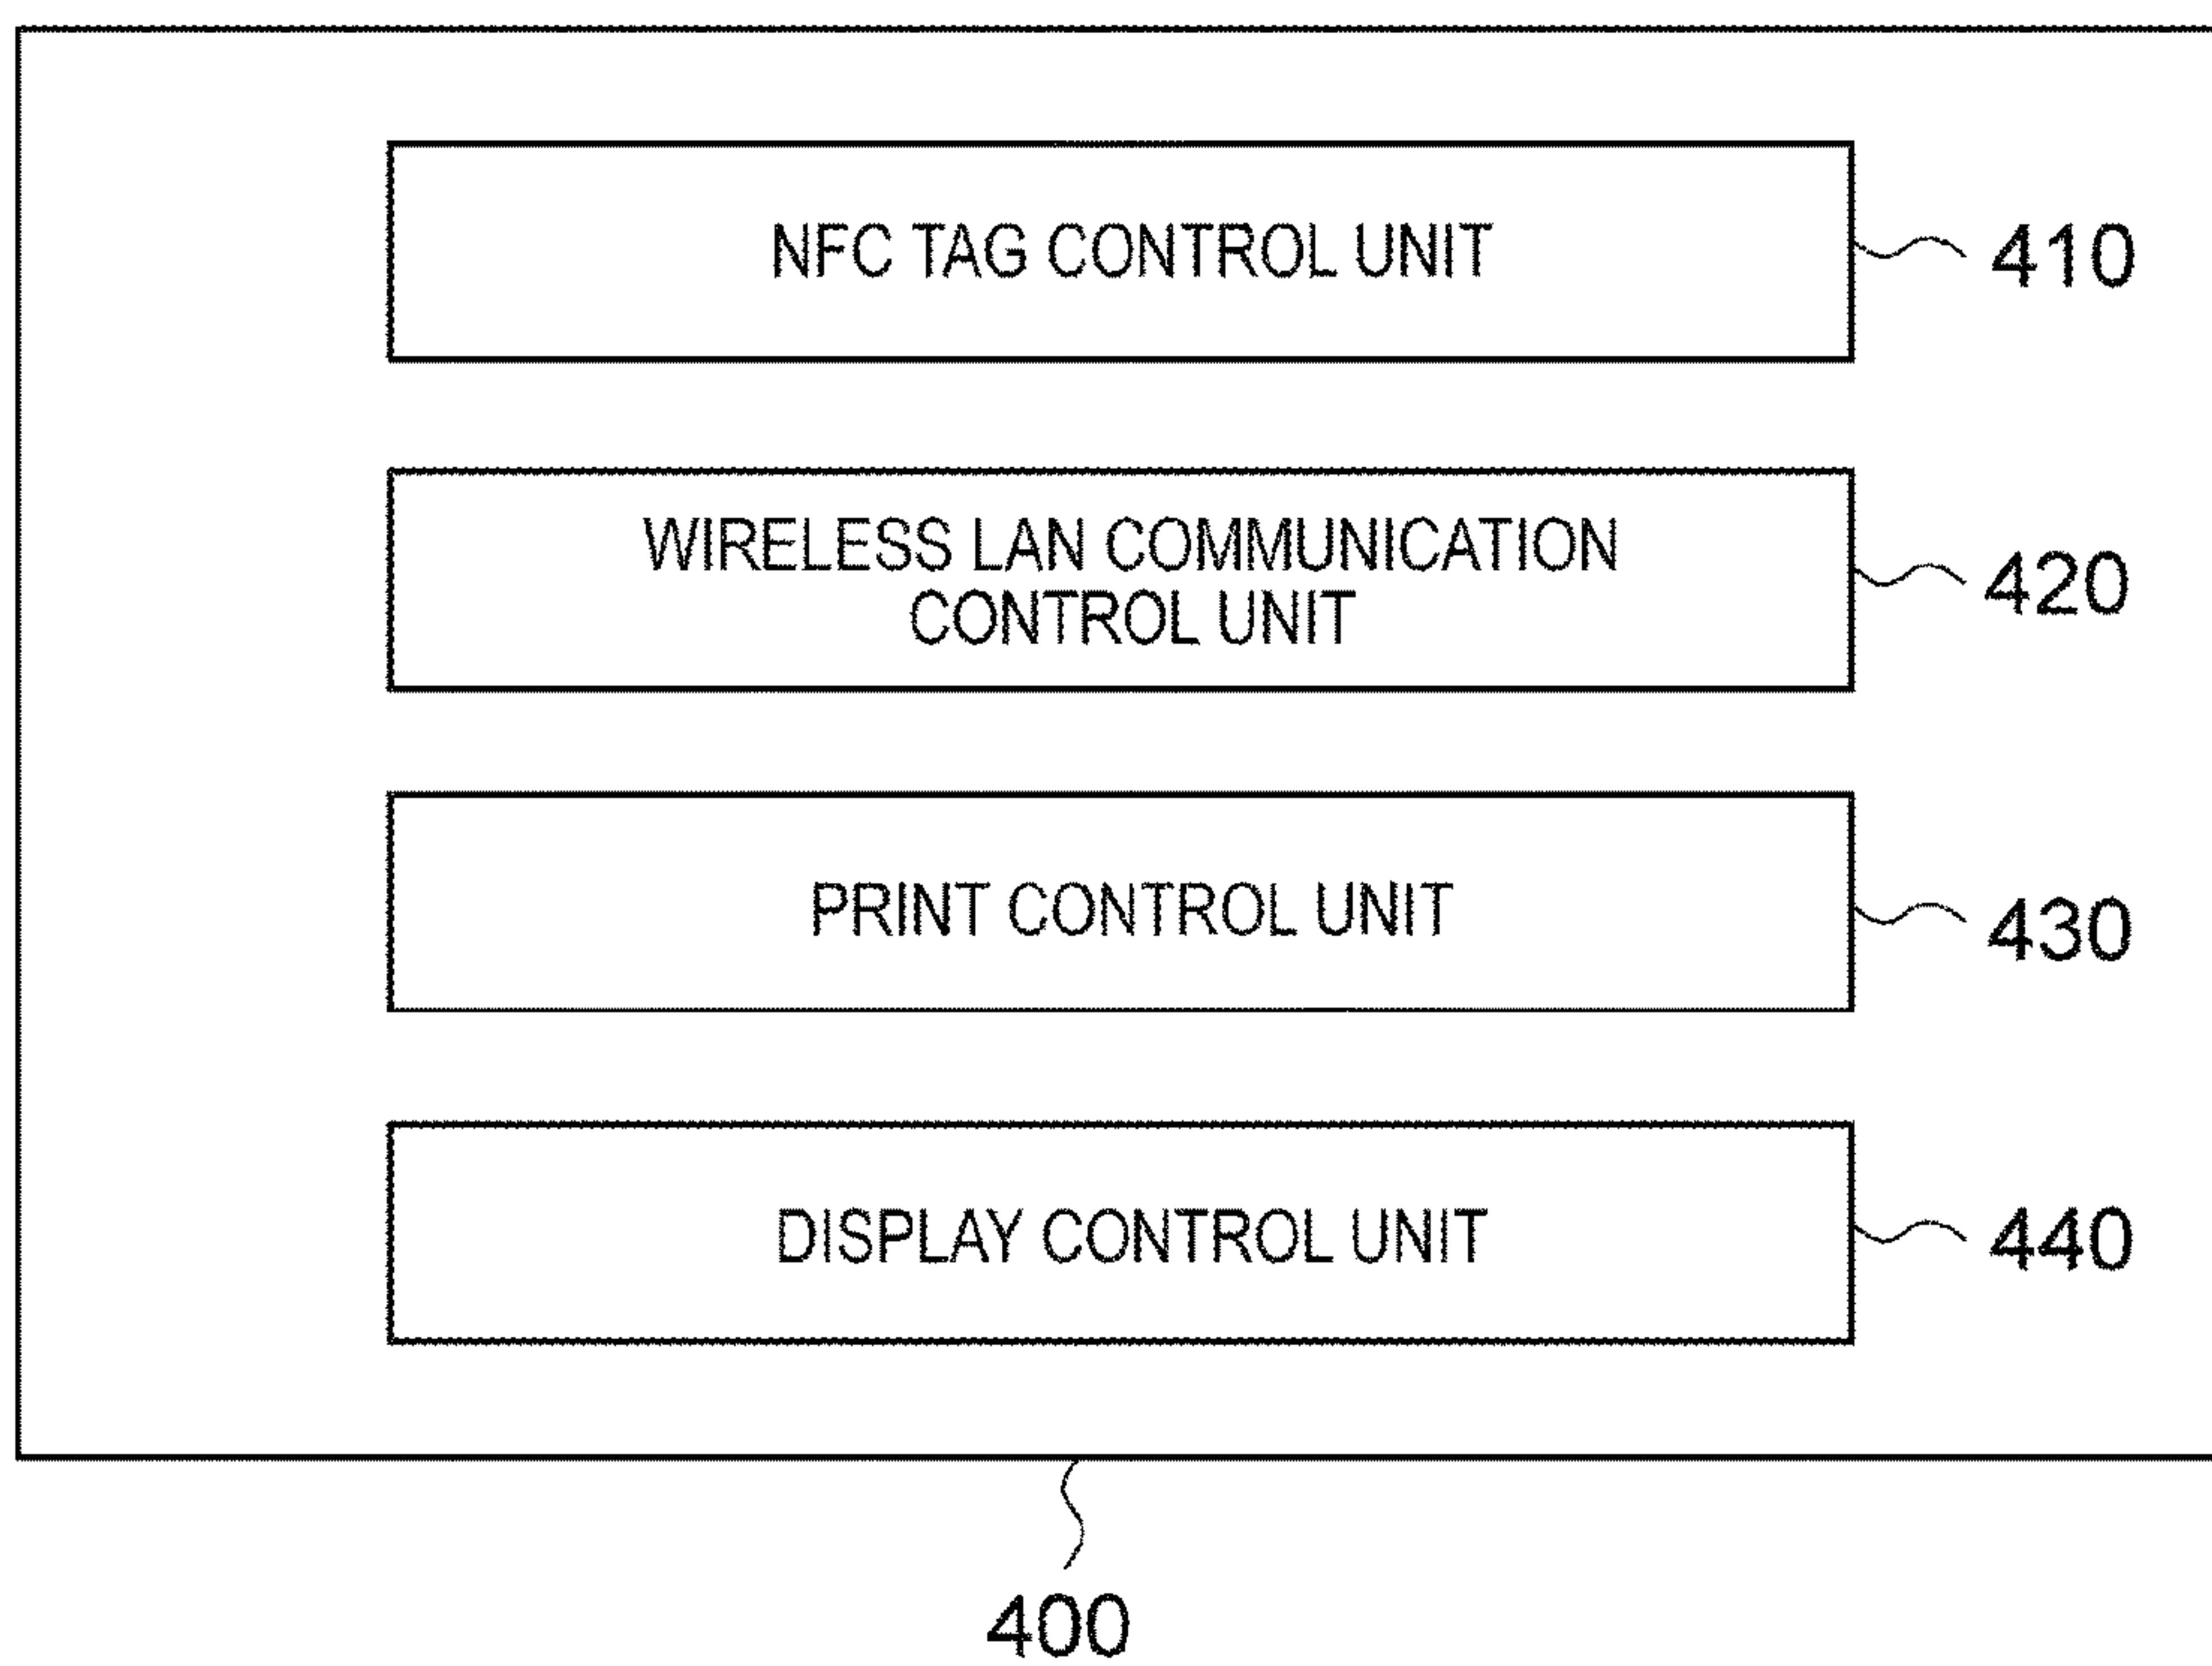 NFC TAG CONTROL UNIT
410
WIRELESS LAN COMMUNICATION
CONTROL UNIT
420
PRINT CONTROL UNIT
430
DISPLAY CONTROL UNIT
440
400